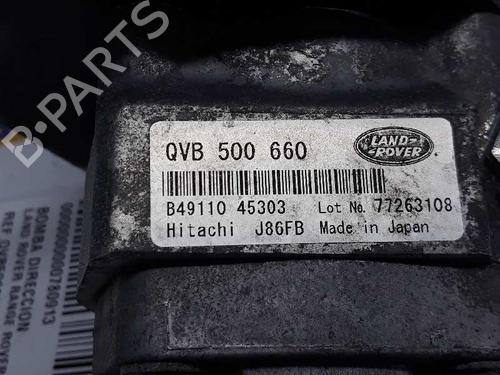 QVB 500 660
LAND-
ROVER
B49110 45303 Lot No. 77263108
Hitachi J86FB Made in Japan
BOMBA DIRECCION
LAND ROVER RANGE ROVER
B-PARTS